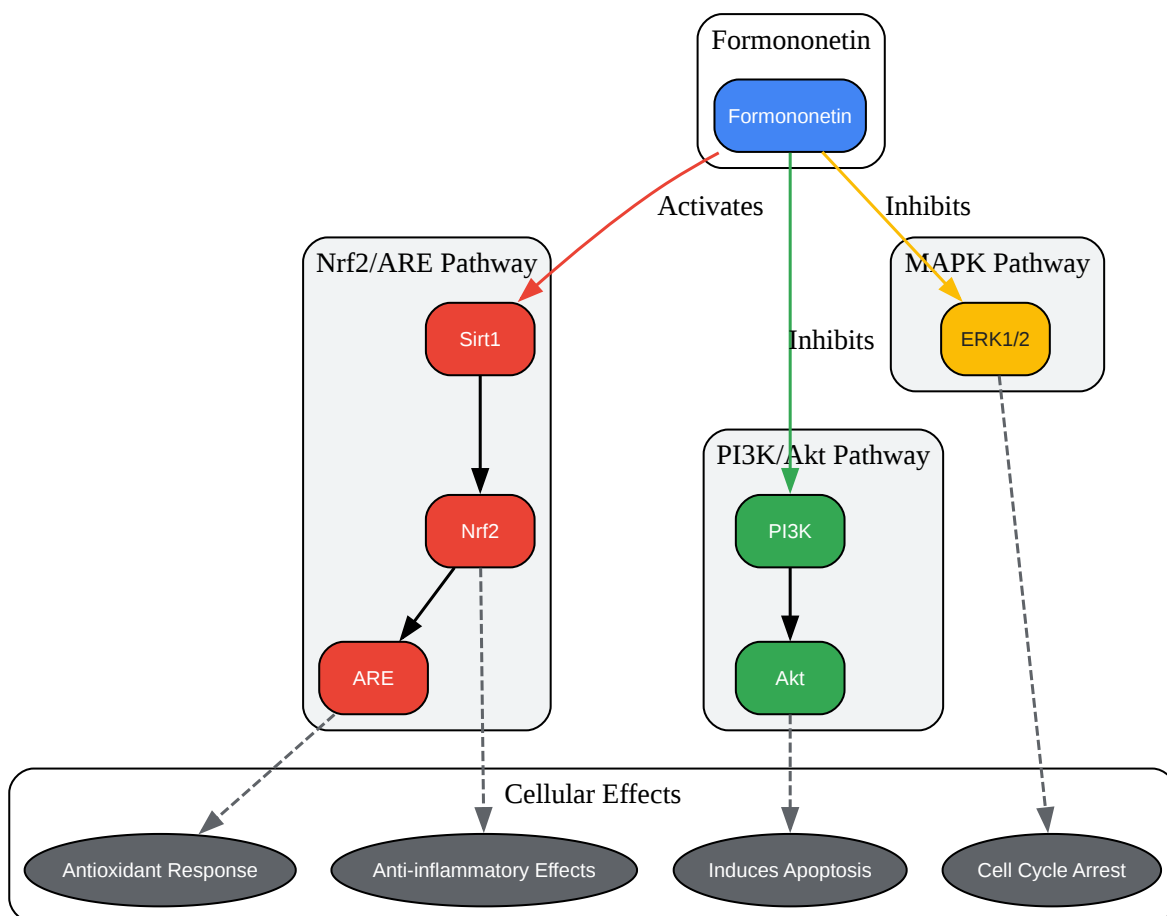 Formononetin
Formononetin
Activates
Inhibits
Nrf2/ARE Pathway
MAPK Pathway
Sirt1
Inhibits
ERK1/2
PI3K/Akt Pathway
Nrf2
PI3K
ARE
Akt
Cellular Effects
Antioxidant Response
Anti-inflammatory Effects
Induces Apoptosis
Cell Cycle Arrest